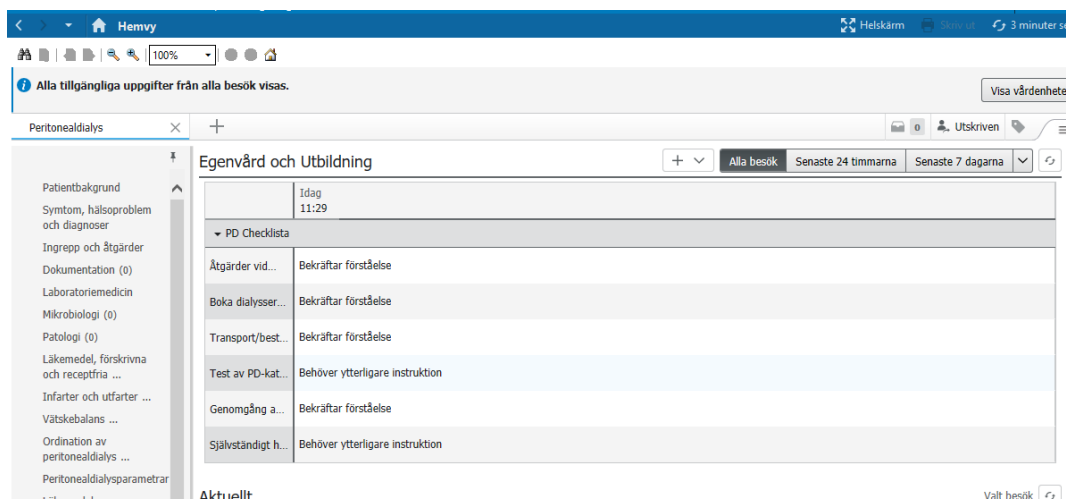 Hemvy
Helskärm
Skriv ut
3 minuter se
100%
Alla tillgängliga uppgifter från alla besök visas.
Visa vårdenhete
Peritonealdialys
0
Utskriven
Egenvård och Utbildning
Alla besök
Senaste 24 timmarna
Senaste 7 dagarna
Patientbakgrund
Symtom, hälsoproblem
och diagnoser
Ingrepp och åtgärder
Dokumentation (0)
Laboratoriemedicin
Mikrobiologi (0)
Patologi (0)
Läkemedel, förskrivna
och receptfria ...
Infarter och utfarter ...
Vätskebalans ...
Ordination av
peritonealdialys ...
Peritonealdialysparametrar
Idag
11:29
PD Checklista
Åtgärder vid... Bekräftar förståelse
Boka dialysser... Bekräftar förståelse
Transport/best... Bekräftar förståelse
Test av PD-kat... Behöver ytterligare instruktion
Genomgång a... Bekräftar förståelse
Självständigt h... Behöver ytterligare instruktion
Aktuellt
Valt besök